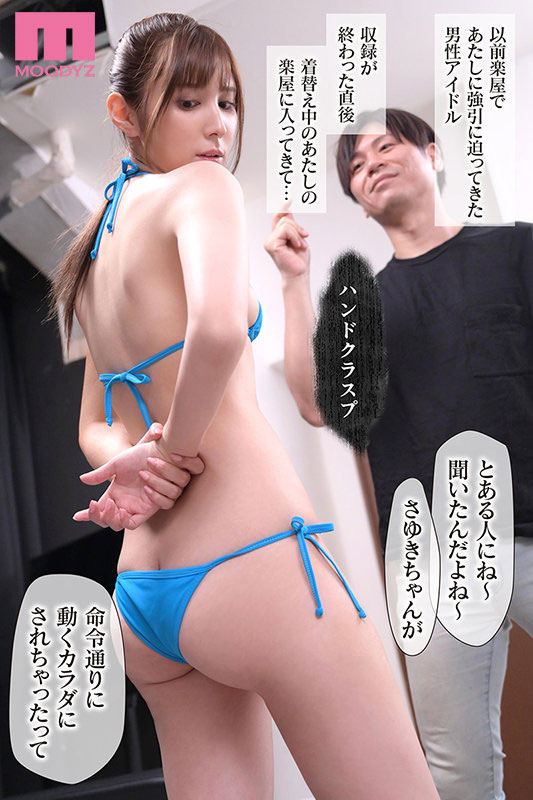 MOODYZ
以前楽屋で
あたしに強引に迫ってきた
男性アイドル
収録が
終わった直後
着替え中のあたしの
楽屋に入ってきて…
ハンドクラスプ
とある人にね～
聞いたんだよね～
さゆきちゃんが
命令通りに
動くカラダに
されちゃったって